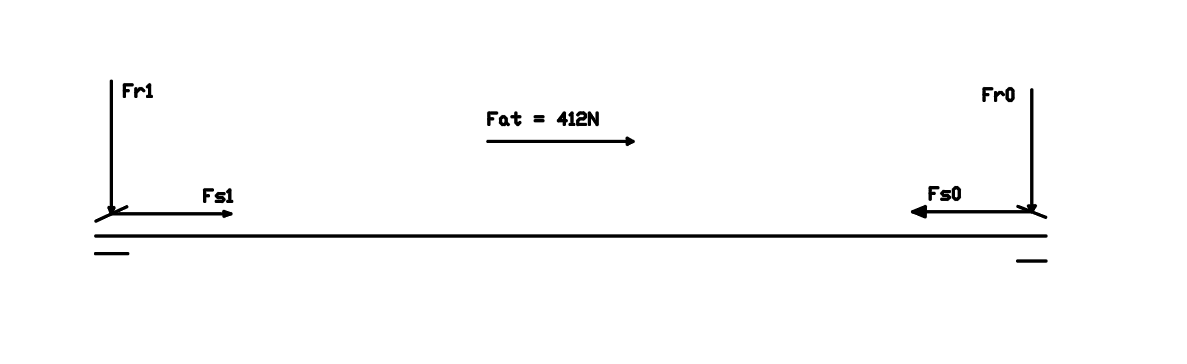 Fr1
Fr0
Fat = 412N
Fs1
Fs0